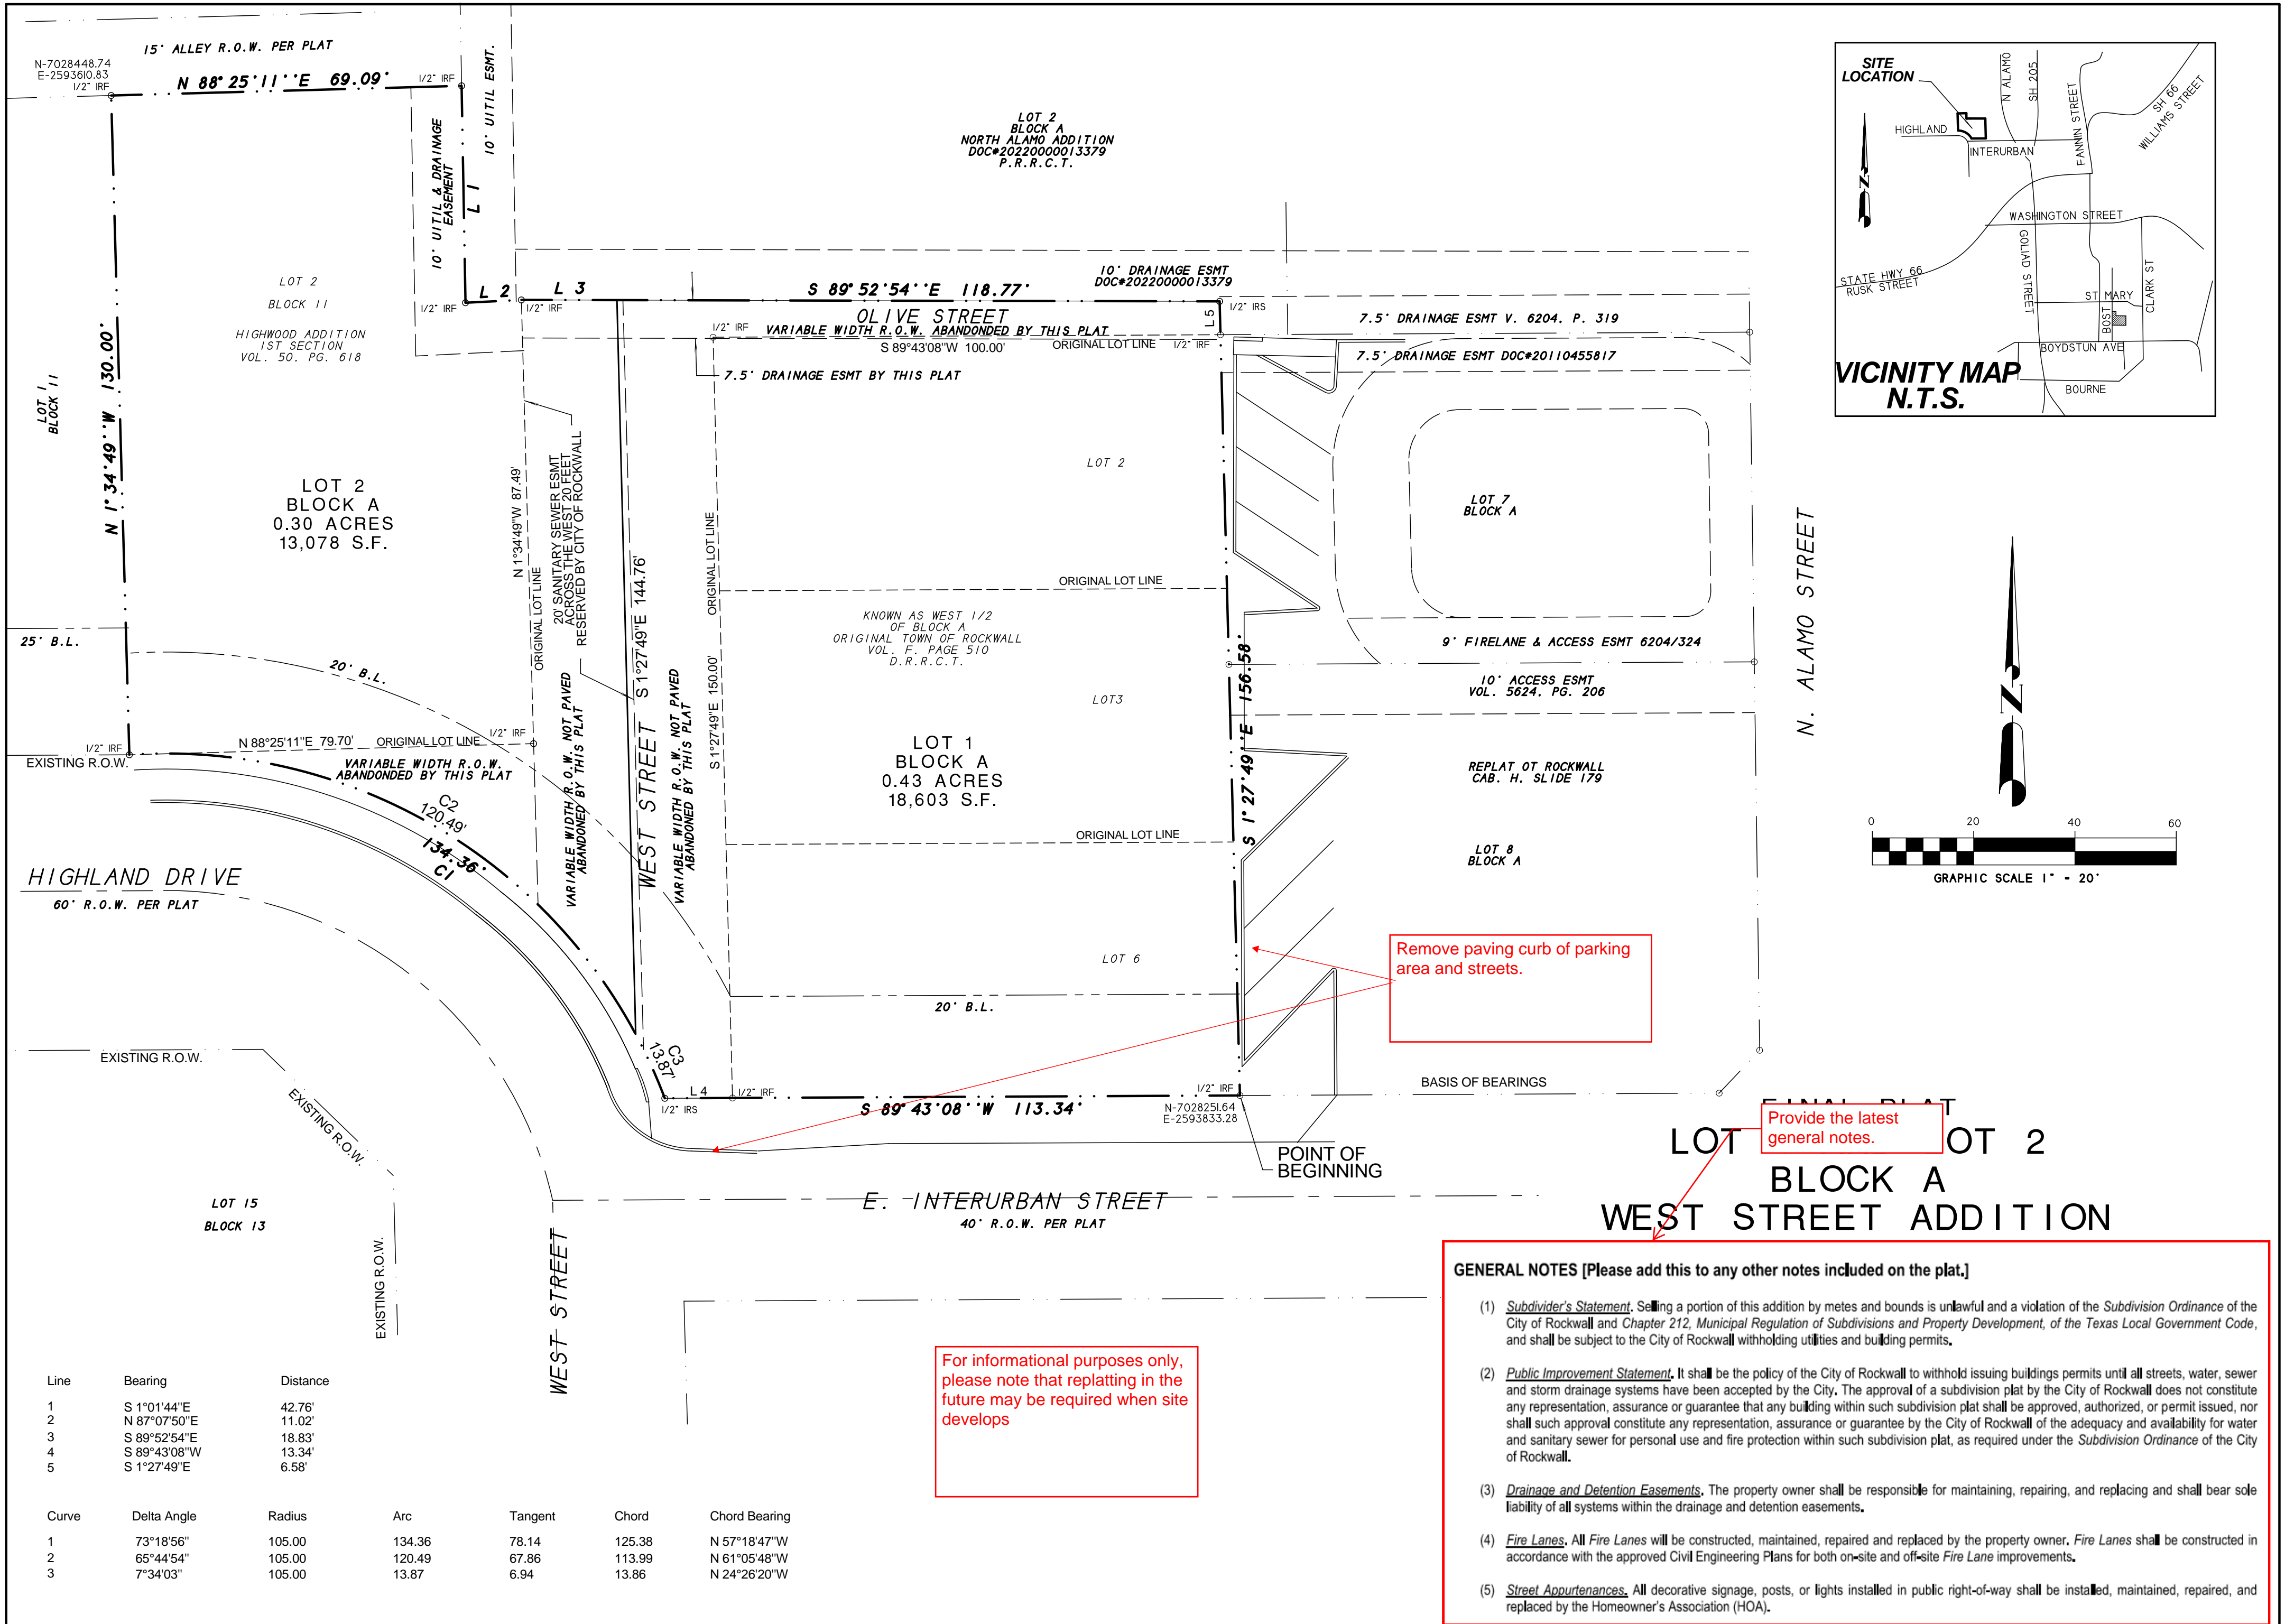 15' ALLEY R.O.W. PER PLAT
N-7028448.74
E-2593610.83
1/2" IRF
N 88°25'11''E 69.09'
1/2" IRF
10' UITIL & DRAINAGE
EASEMENT
L 1
10' UITIL ESMT.
LOT 2
BLOCK A
NORTH ALAMO ADDITION
DOC#20220000013379
P.R.R.C.T.
LOT 1
BLOCK 11
N 1°34'49''W 130.00'
LOT 2
BLOCK 11
HIGHWOOD ADDITION
1ST SECTION
VOL. 50. PG. 618
1/2" IRF
L 2
L 3
1/2" IRF
S 89°52'54''E 118.77'
10' DRAINAGE ESMT
DOC#20220000013379
1/2" IRS
L 5
OLIVE STREET
1/2" IRF
VARIABLE WIDTH R.O.W. ABANDONDED BY THIS PLAT
S 89°43'08"W 100.00'
ORIGINAL LOT LINE
1/2" IRF
7.5' DRAINAGE ESMT V. 6204. P. 319
7.5' DRAINAGE ESMT DOC#20110455817
7.5' DRAINAGE ESMT BY THIS PLAT
LOT 2
BLOCK A
0.30 ACRES
13,078 S.F.
N 1°34'49"W 87.49'
ORIGINAL LOT LINE
20' SANITARY SEWER ESMT
ACROSS THE WEST 20 FEET
RESERVED BY CITY OF ROCKWALL
S 1°27'49"E 144.76'
ORIGINAL LOT LINE
S 1°27'49"E 150.00'
VARIABLE WIDTH R.O.W. NOT PAVED
ABANDONED BY THIS PLAT
WEST STREET
VARIABLE WIDTH R.O.W. NOT PAVED
ABANDONED BY THIS PLAT
LOT 2
ORIGINAL LOT LINE
KNOWN AS WEST 1/2
OF BLOCK A
ORIGINAL TOWN OF ROCKWALL
VOL. F. PAGE 510
D.R.R.C.T.
LOT3
LOT 1
BLOCK A
0.43 ACRES
18,603 S.F.
ORIGINAL LOT LINE
LOT 6
20' B.L.
S 1°27'49''E 156.58'
LOT 7
BLOCK A
9' FIRELANE & ACCESS ESMT 6204/324
10' ACCESS ESMT
VOL. 5624. PG. 206
REPLAT OT ROCKWALL
CAB. H. SLIDE 179
LOT 8
BLOCK A
N. ALAMO STREET
25' B.L.
20' B.L.
1/2" IRF
N 88°25'11"E 79.70'
ORIGINAL LOT LINE
1/2" IRF
EXISTING R.O.W.
VARIABLE WIDTH R.O.W.
ABANDONDED BY THIS PLAT
C2
120.49'
134.36'
C1
HIGHLAND DRIVE
60' R.O.W. PER PLAT
C3
13.87'
1/2" IRS
L 4
1/2" IRF
S 89°43'08''W 113.34'
1/2" IRF
N-7028251.64
E-2593833.28
BASIS OF BEARINGS
POINT OF
BEGINNING
Remove paving curb of parking
area and streets.
EXISTING R.O.W.
EXISTING R.O.W.
EXISTING R.O.W.
LOT 15
BLOCK 13
WEST STREET
E. INTERURBAN STREET
40' R.O.W. PER PLAT
SITE
LOCATION
N ALAMO
SH 205
FANNIN STREET
SH 66
WILLIAMS STREET
HIGHLAND
INTERURBAN
N
WASHINGTON STREET
GOLIAD STREET
STATE HWY 66
RUSK STREET
ST MARY
CLARK ST
BOST
BOYDSTUN AVE
BOURNE
VICINITY MAP
N.T.S.
N
0 20 40 60
GRAPHIC SCALE 1" - 20'
FINAL PLAT
Provide the latest
general notes.
LOT OT 2
BLOCK A
WEST STREET ADDITION
For informational purposes only,
please note that replatting in the
future may be required when site
develops
Line Bearing Distance
1 S 1°01'44"E 42.76'
2 N 87°07'50"E 11.02'
3 S 89°52'54"E 18.83'
4 S 89°43'08"W 13.34'
5 S 1°27'49"E 6.58'
Curve Delta Angle Radius Arc Tangent Chord Chord Bearing
1 73°18'56" 105.00 134.36 78.14 125.38 N 57°18'47"W
2 65°44'54" 105.00 120.49 67.86 113.99 N 61°05'48"W
3 7°34'03" 105.00 13.87 6.94 13.86 N 24°26'20"W
GENERAL NOTES [Please add this to any other notes included on the plat.]
(1) Subdivider's Statement. Selling a portion of this addition by metes and bounds is unlawful and a violation of the Subdivision Ordinance of the
City of Rockwall and Chapter 212, Municipal Regulation of Subdivisions and Property Development, of the Texas Local Government Code,
and shall be subject to the City of Rockwall withholding utilities and building permits.
(2) Public Improvement Statement. It shall be the policy of the City of Rockwall to withhold issuing buildings permits until all streets, water, sewer
and storm drainage systems have been accepted by the City. The approval of a subdivision plat by the City of Rockwall does not constitute
any representation, assurance or guarantee that any building within such subdivision plat shall be approved, authorized, or permit issued, nor
shall such approval constitute any representation, assurance or guarantee by the City of Rockwall of the adequacy and availability for water
and sanitary sewer for personal use and fire protection within such subdivision plat, as required under the Subdivision Ordinance of the City
of Rockwall.
(3) Drainage and Detention Easements. The property owner shall be responsible for maintaining, repairing, and replacing and shall bear sole
liability of all systems within the drainage and detention easements.
(4) Fire Lanes. All Fire Lanes will be constructed, maintained, repaired and replaced by the property owner. Fire Lanes shall be constructed in
accordance with the approved Civil Engineering Plans for both on-site and off-site Fire Lane improvements.
(5) Street Appurtenances. All decorative signage, posts, or lights installed in public right-of-way shall be installed, maintained, repaired, and
replaced by the Homeowner's Association (HOA).